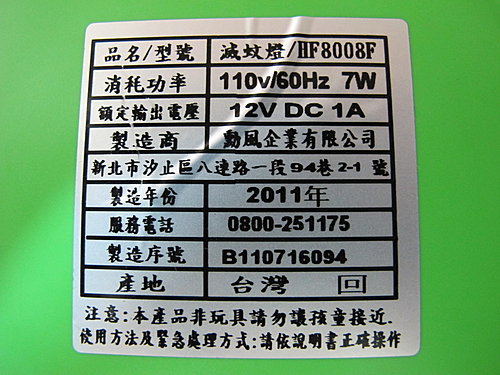 品名/型號 滅蚊燈/HF8008F
消耗功率 110v/60Hz 7W
額定輸出電壓 12V DC 1A
製造商 勳風企業有限公司
新北市汐止區八連路一段94巷2-1 號
製造年份 2011年
服務電話 0800-251175
製造序號 B110716094
產地 台灣 回
注意:本產品非玩具請勿讓孩童接近.
使用方法及緊急處理方式:請依說明書正確操作